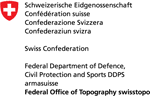 Schweizerische Eidgenossenschaft
Confédération suisse
Confederazione Svizzera
Confederaziun svizra
Swiss Confederation
Federal Department of Defence,
Civil Protection and Sports DDPS
armasuisse
Federal Office of Topography swisstopo